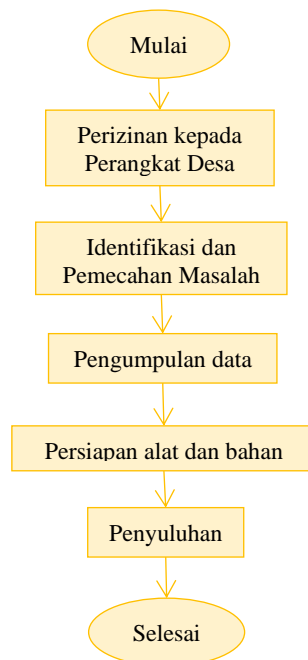 Mulai
Perizinan kepada
Perangkat Desa
Identifikasi dan
Pemecahan Masalah
Pengumpulan data
Persiapan alat dan bahan
Penyuluhan
Selesai